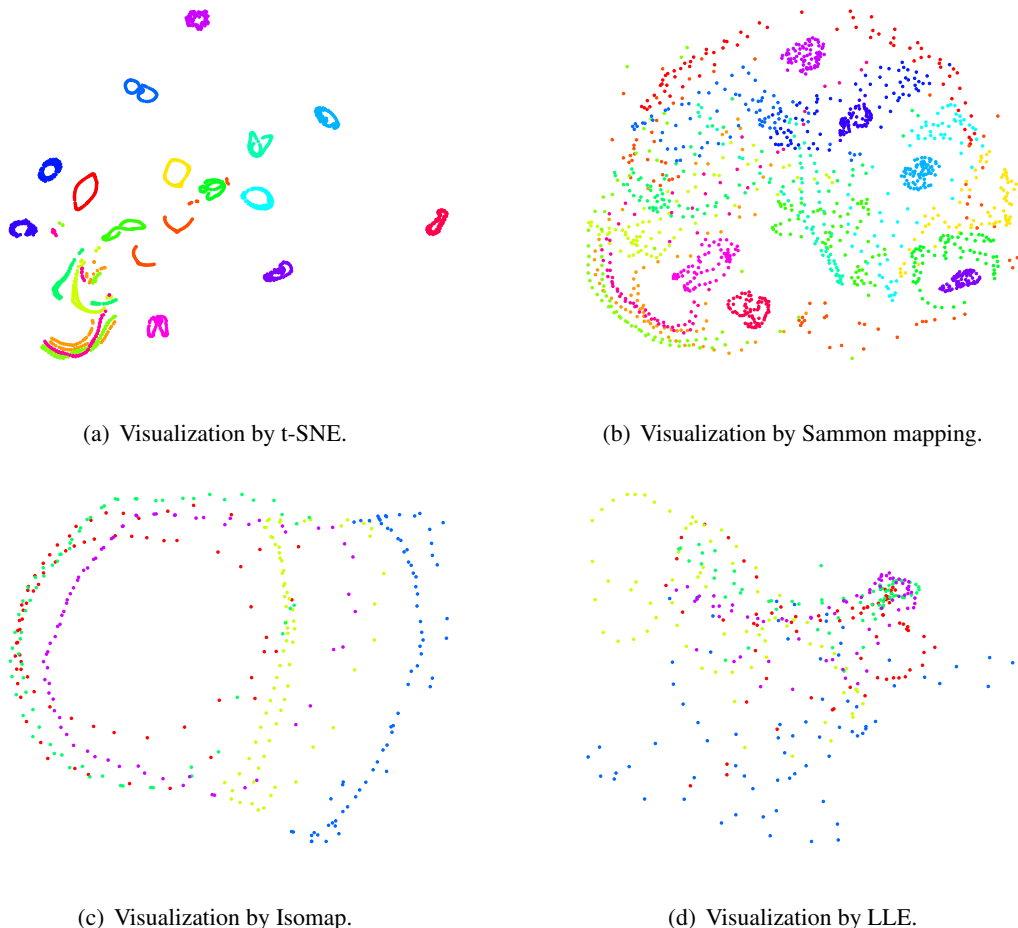 (a) Visualization by t-SNE.
(b) Visualization by Sammon mapping.
(c) Visualization by Isomap.
(d) Visualization by LLE.